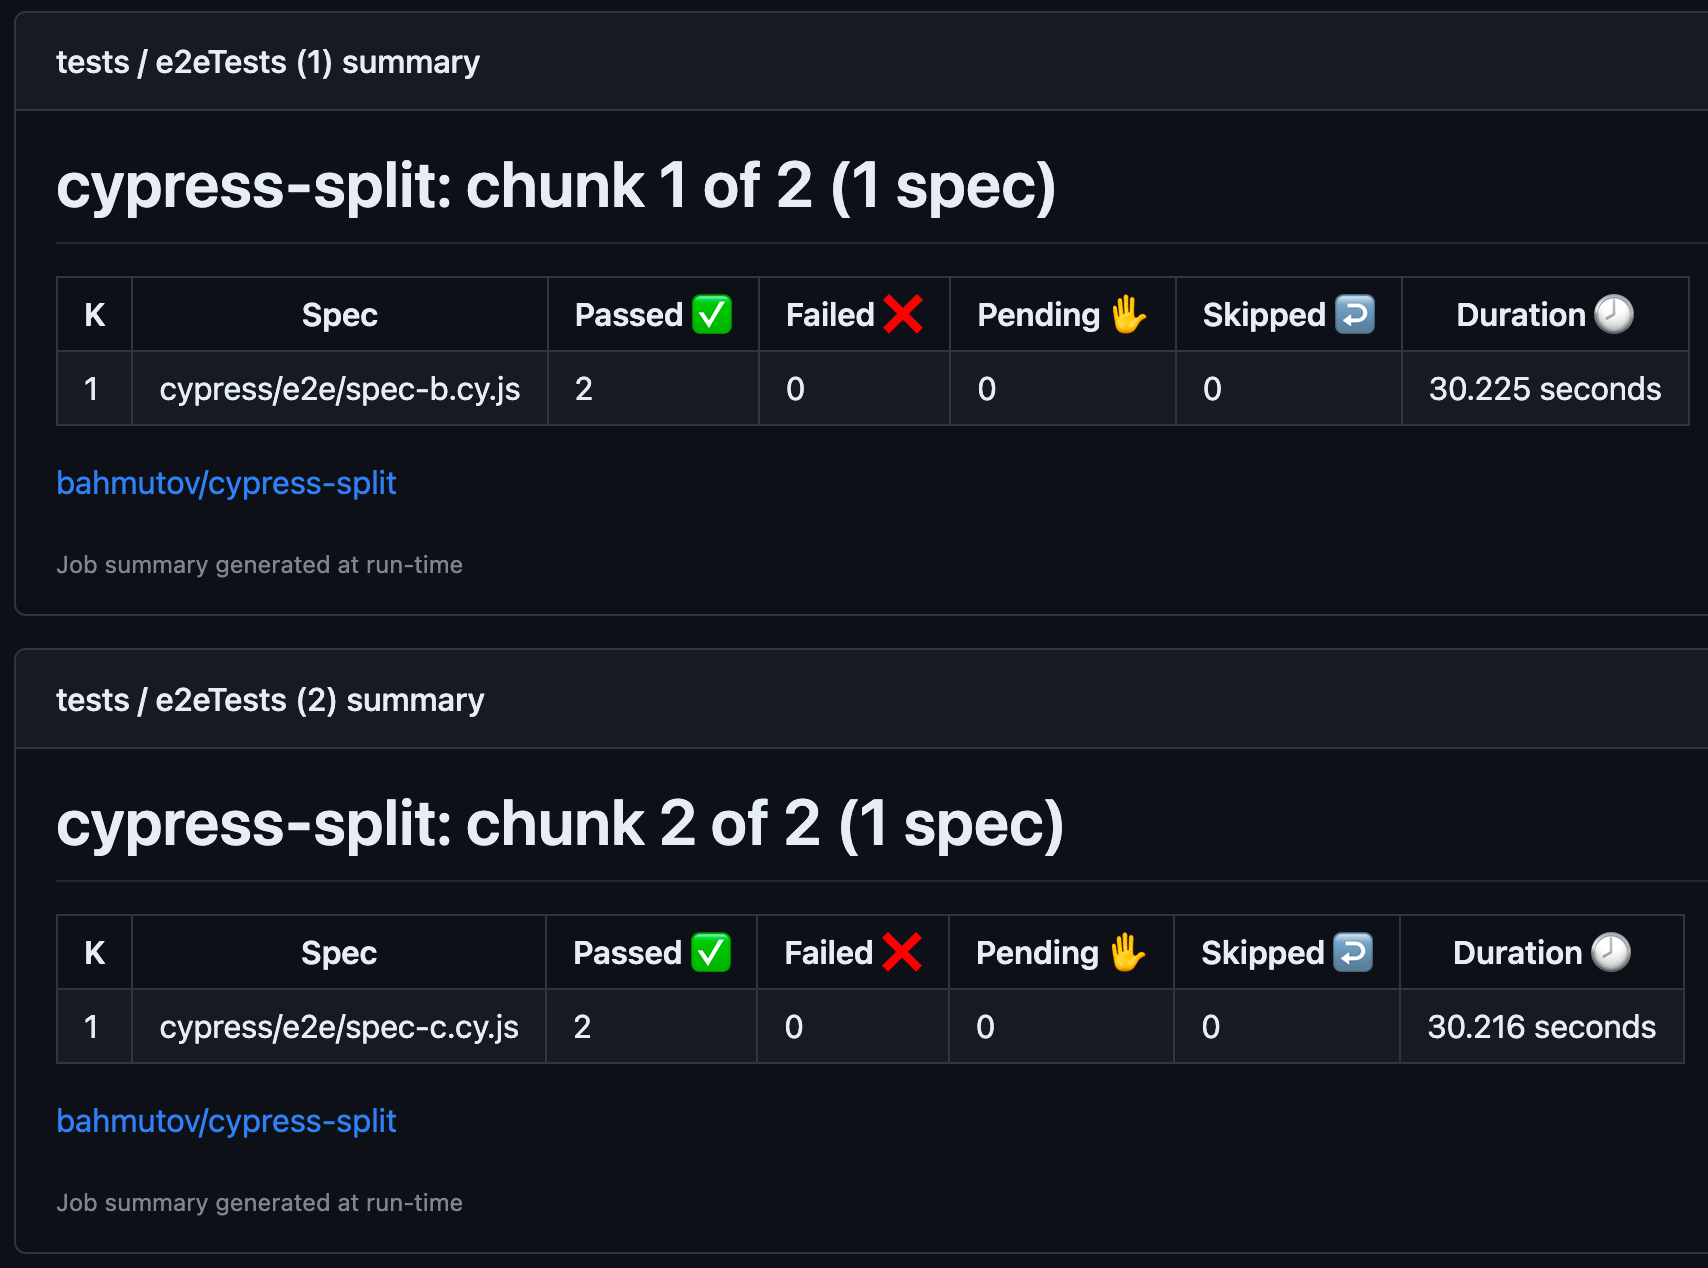 tests / e2eTests (1) summary
cypress-split: chunk 1 of 2 (1 spec)
K Spec Passed ✅ Failed ❌ Pending 🖐 Skipped ↩️ Duration 🕗
1 cypress/e2e/spec-b.cy.js 2 0 0 0 30.225 seconds
bahmutov/cypress-split
Job summary generated at run-time
tests / e2eTests (2) summary
cypress-split: chunk 2 of 2 (1 spec)
K Spec Passed ✅ Failed ❌ Pending 🖐 Skipped ↩️ Duration 🕗
1 cypress/e2e/spec-c.cy.js 2 0 0 0 30.216 seconds
bahmutov/cypress-split
Job summary generated at run-time